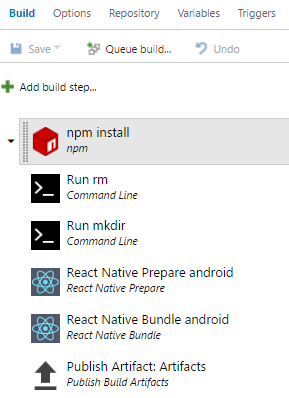 Build Options Repository Variables Triggers
Save Queue build... Undo
Add build step...
npm install
npm
Run rm
Command Line
Run mkdir
Command Line
React Native Prepare android
React Native Prepare
React Native Bundle android
React Native Bundle
Publish Artifact: Artifacts
Publish Build Artifacts